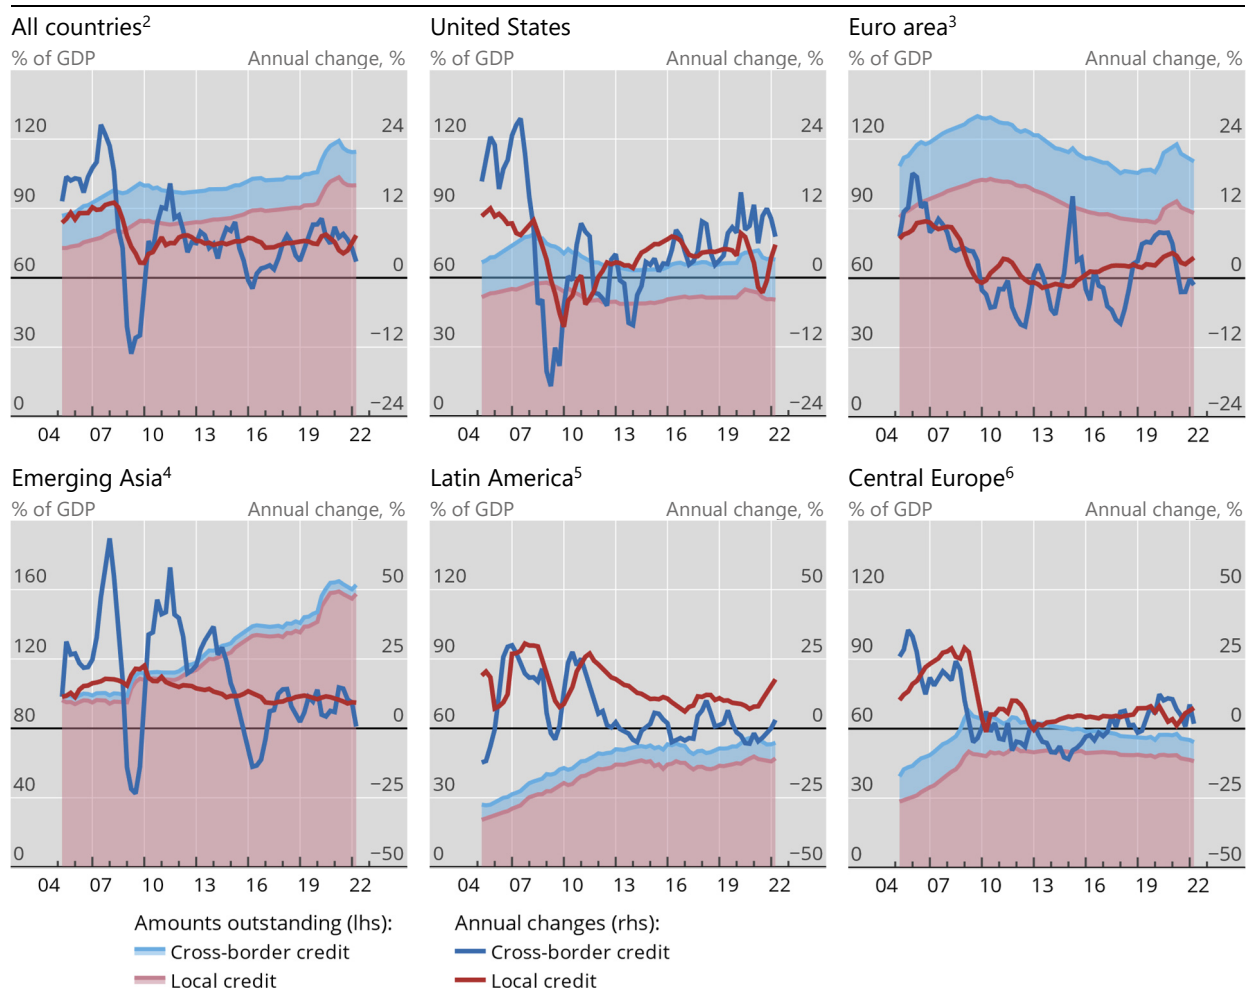 All countries² United States Euro area³
% of GDP Annual change, % % of GDP Annual change, % % of GDP Annual change, %
120 24 120 24 120 24
90 12 90 12 90 12
60 0 60 0 60 0
30 −12 30 −12 30 −12
0 −24 0 −24 0 −24
04 07 10 13 16 19 22 04 07 10 13 16 19 22 04 07 10 13 16 19 22
Emerging Asia⁴ Latin America⁵ Central Europe⁶
% of GDP Annual change, % % of GDP Annual change, % % of GDP Annual change, %
160 50 120 50 120 50
120 25 90 25 90 25
80 0 60 0 60 0
40 −25 30 −25 30 −25
0 −50 0 −50 0 −50
04 07 10 13 16 19 22 04 07 10 13 16 19 22 04 07 10 13 16 19 22
Amounts outstanding (lhs): Annual changes (rhs):
Cross-border credit Cross-border credit
Local credit Local credit